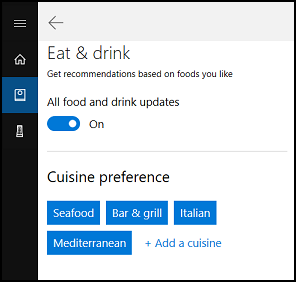 Eat & drink
Get recommendations based on foods you like
All food and drink updates
On
Cuisine preference
Seafood Bar & grill Italian
Mediterranean + Add a cuisine